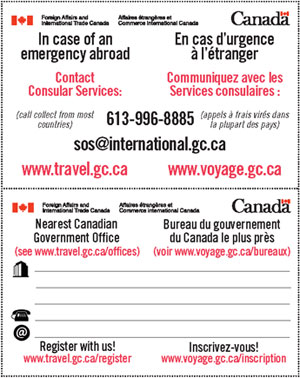 Foreign Affairs and International Trade Canada
Affaires étrangères et Commerce international Canada
Canada
In case of an emergency abroad
En cas d'urgence à l'étranger
Contact Consular Services:
Communiquez avec les Services consulaires :
(call collect from most countries)
613-996-8885
(appels à frais virés dans la plupart des pays)
sos@international.gc.ca
www.travel.gc.ca
www.voyage.gc.ca
Foreign Affairs and International Trade Canada
Affaires étrangères et Commerce international Canada
Canada
Nearest Canadian Government Office
(see www.travel.gc.ca/offices)
Bureau du gouvernement du Canada le plus près
(voir www.voyage.gc.ca/bureaux)
@
Register with us!
www.travel.gc.ca/register
Inscrivez-vous!
www.voyage.gc.ca/inscription